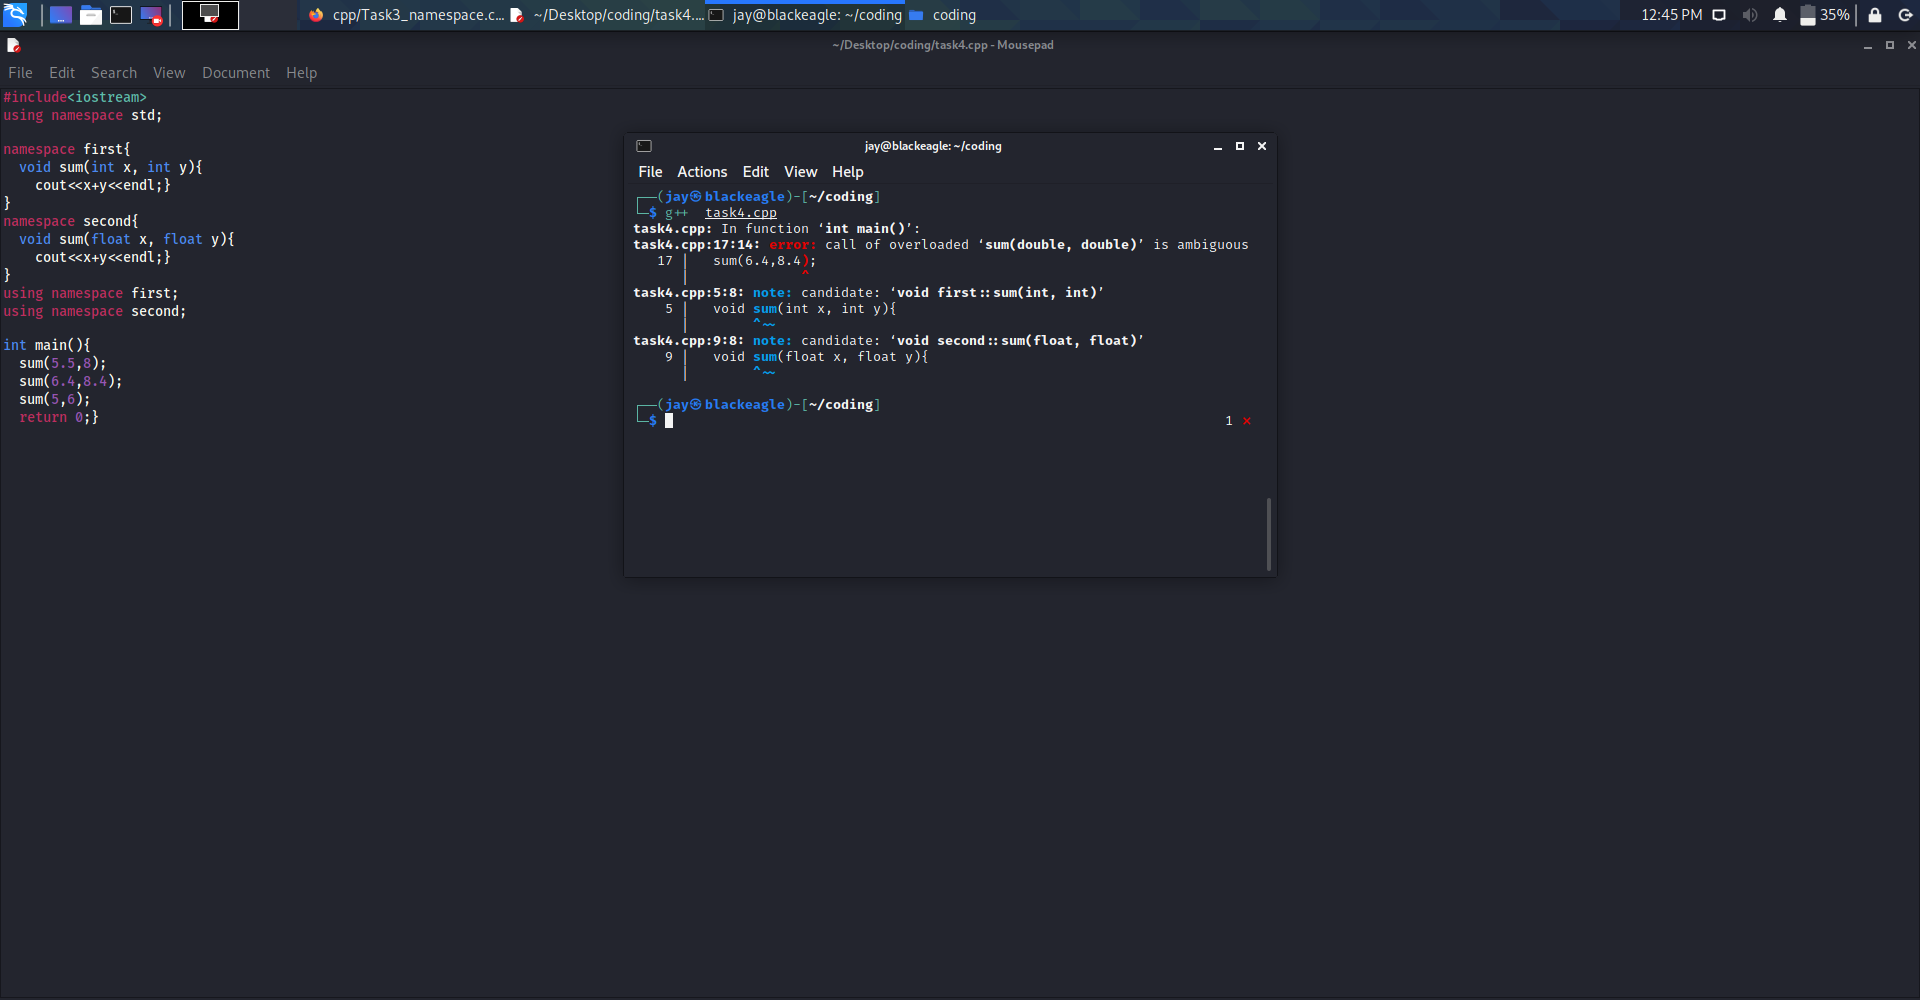 cpp/Task3_namespace.c...
~/Desktop/coding/task4....
jay@blackeagle: ~/coding
coding
12:45 PM
35%
~/Desktop/coding/task4.cpp - Mousepad
File Edit Search View Document Help
#include<iostream>
using namespace std;
namespace first{
void sum(int x, int y){
cout<<x+y<<endl;}
}
namespace second{
void sum(float x, float y){
cout<<x+y<<endl;}
}
using namespace first;
using namespace second;
int main(){
sum(5.5,8);
sum(6.4,8.4);
sum(5,6);
return 0;}
jay@blackeagle: ~/coding
File Actions Edit View Help
(jay㉿blackeagle)-[~/coding]
$ g++ task4.cpp
task4.cpp: In function ‘int main()’:
task4.cpp:17:14: error: call of overloaded ‘sum(double, double)’ is ambiguous
17 | sum(6.4,8.4);
| ^
task4.cpp:5:8: note: candidate: ‘void first::sum(int, int)’
5 | void sum(int x, int y){
| ^~~
task4.cpp:9:8: note: candidate: ‘void second::sum(float, float)’
9 | void sum(float x, float y){
| ^~~
(jay㉿blackeagle)-[~/coding]
$
1 ⨯